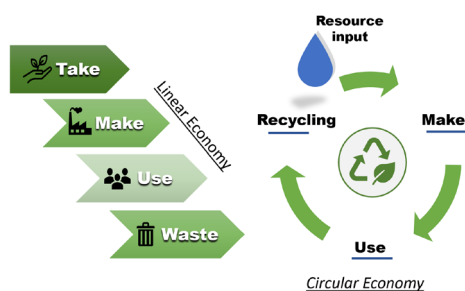 Take
Make
Use
Waste
Linear Economy
Resource
input
Recycling
Make
Use
Circular Economy